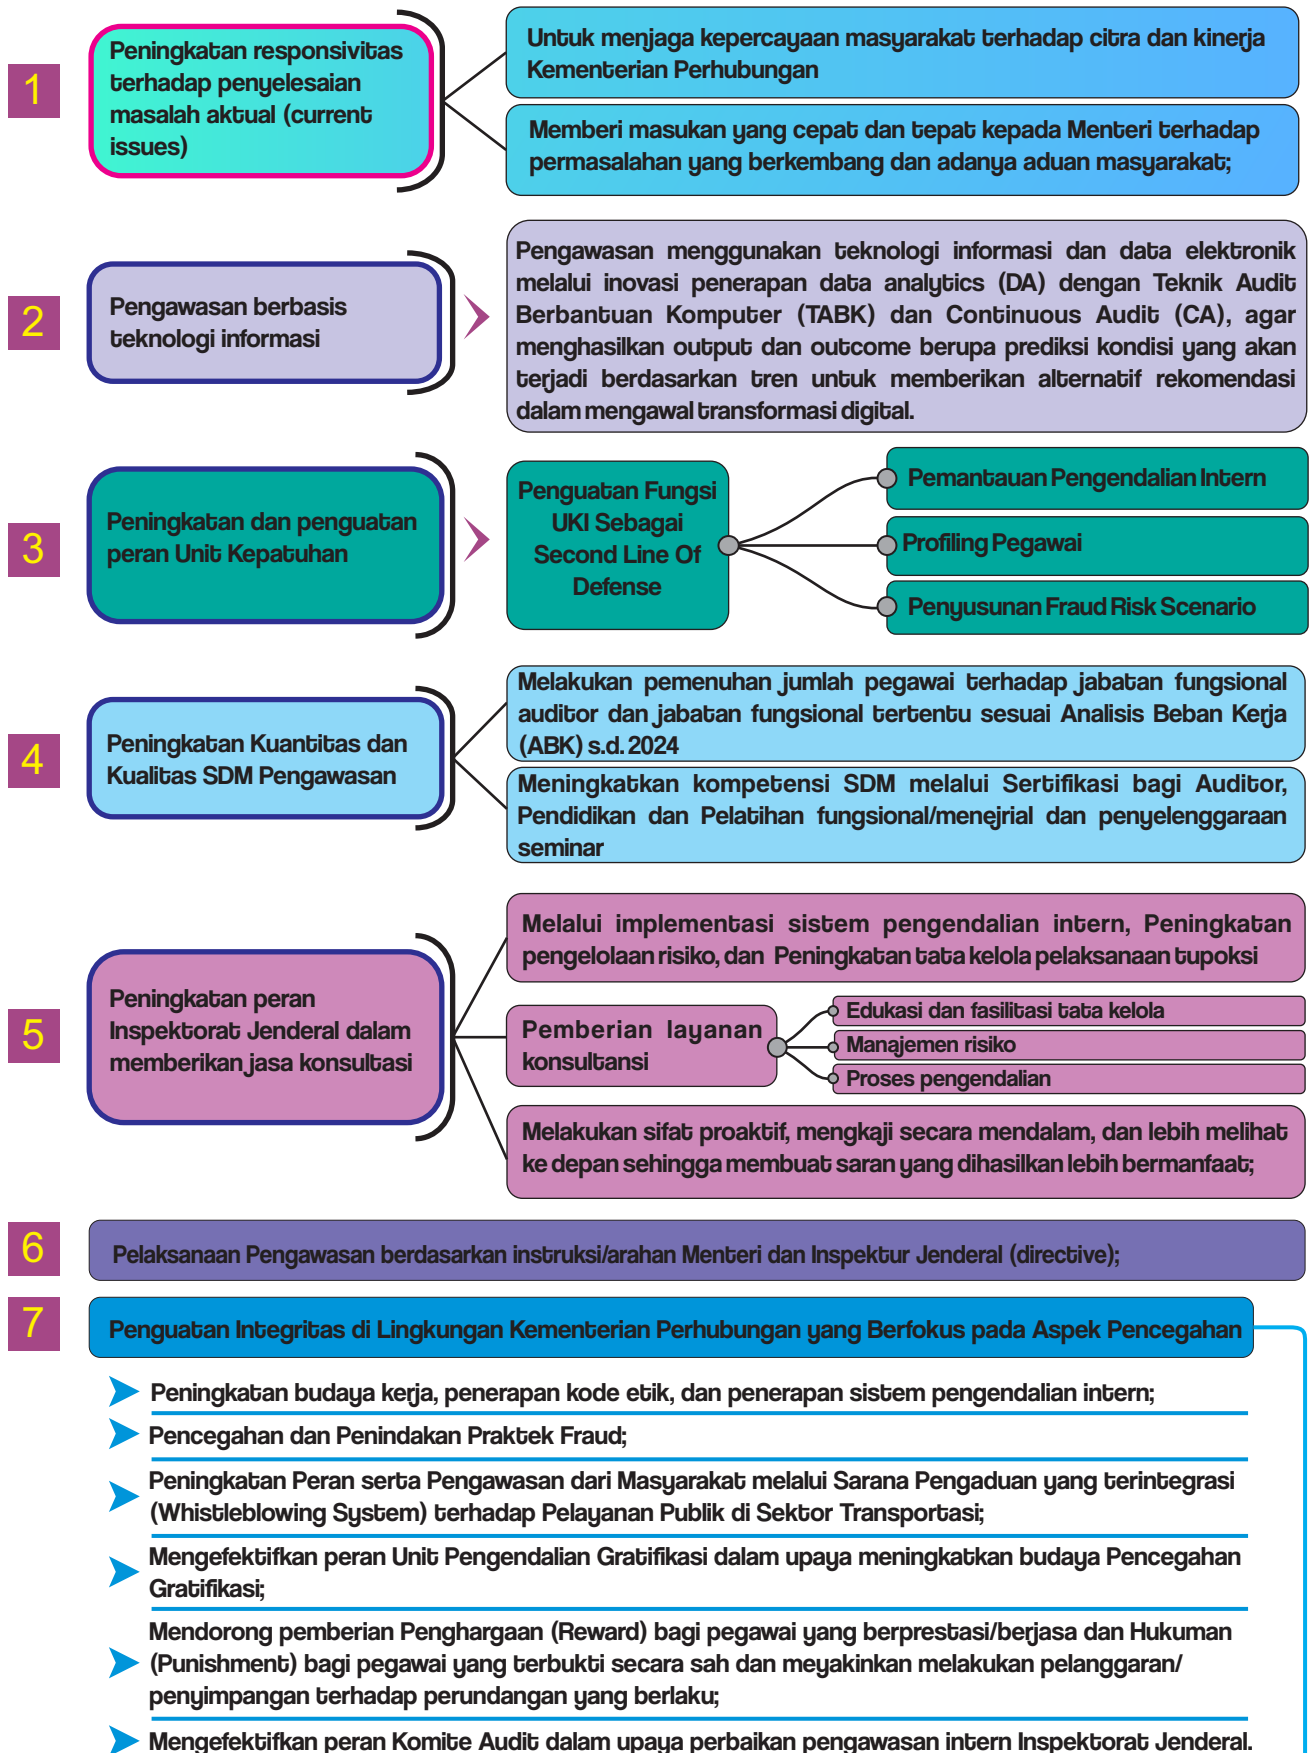 1
Peningkatan responsivitas
terhadap penyelesaian
masalah aktual (current
issues)
Untuk menjaga kepercayaan masyarakat terhadap citra dan kinerja
Kementerian Perhubungan
Memberi masukan yang cepat dan tepat kepada Menteri terhadap
permasalahan yang berkembang dan adanya aduan masyarakat;
2
Pengawasan berbasis
teknologi informasi
Pengawasan menggunakan teknologi informasi dan data elektronik
melalui inovasi penerapan data analytics (DA) dengan Teknik Audit
Berbantuan Komputer (TABK) dan Continuous Audit (CA), agar
menghasilkan output dan outcome berupa prediksi kondisi yang akan
terjadi berdasarkan tren untuk memberikan alternatif rekomendasi
dalam mengawal transformasi digital.
3
Peningkatan dan penguatan
peran Unit Kepatuhan
Penguatan Fungsi
UKI Sebagai
Second Line Of
Defense
Pemantauan Pengendalian Intern
Profiling Pegawai
Penyusunan Fraud Risk Scenario
4
Peningkatan Kuantitas dan
Kualitas SDM Pengawasan
Melakukan pemenuhan jumlah pegawai terhadap jabatan fungsional
auditor dan jabatan fungsional tertentu sesuai Analisis Beban Kerja
(ABK) s.d. 2024
Meningkatkan kompetensi SDM melalui Sertifikasi bagi Auditor,
Pendidikan dan Pelatihan fungsional/menejrial dan penyelenggaraan
seminar
5
Peningkatan peran
Inspektorat Jenderal dalam
memberikan jasa konsultasi
Melalui implementasi sistem pengendalian intern, Peningkatan
pengelolaan risiko, dan Peningkatan tata kelola pelaksanaan tupoksi
Pemberian layanan
konsultansi
Edukasi dan fasilitasi tata kelola
Manajemen risiko
Proses pengendalian
Melakukan sifat proaktif, mengkaji secara mendalam, dan lebih melihat
ke depan sehingga membuat saran yang dihasilkan lebih bermanfaat;
6
Pelaksanaan Pengawasan berdasarkan instruksi/arahan Menteri dan Inspektur Jenderal (directive);
7
Penguatan Integritas di Lingkungan Kementerian Perhubungan yang Berfokus pada Aspek Pencegahan
Peningkatan budaya kerja, penerapan kode etik, dan penerapan sistem pengendalian intern;
Pencegahan dan Penindakan Praktek Fraud;
Peningkatan Peran serta Pengawasan dari Masyarakat melalui Sarana Pengaduan yang terintegrasi
(Whistleblowing System) terhadap Pelayanan Publik di Sektor Transportasi;
Mengefektifkan peran Unit Pengendalian Gratifikasi dalam upaya meningkatkan budaya Pencegahan
Gratifikasi;
Mendorong pemberian Penghargaan (Reward) bagi pegawai yang berprestasi/berjasa dan Hukuman
(Punishment) bagi pegawai yang terbukti secara sah dan meyakinkan melakukan pelanggaran/
penyimpangan terhadap perundangan yang berlaku;
Mengefektifkan peran Komite Audit dalam upaya perbaikan pengawasan intern Inspektorat Jenderal.